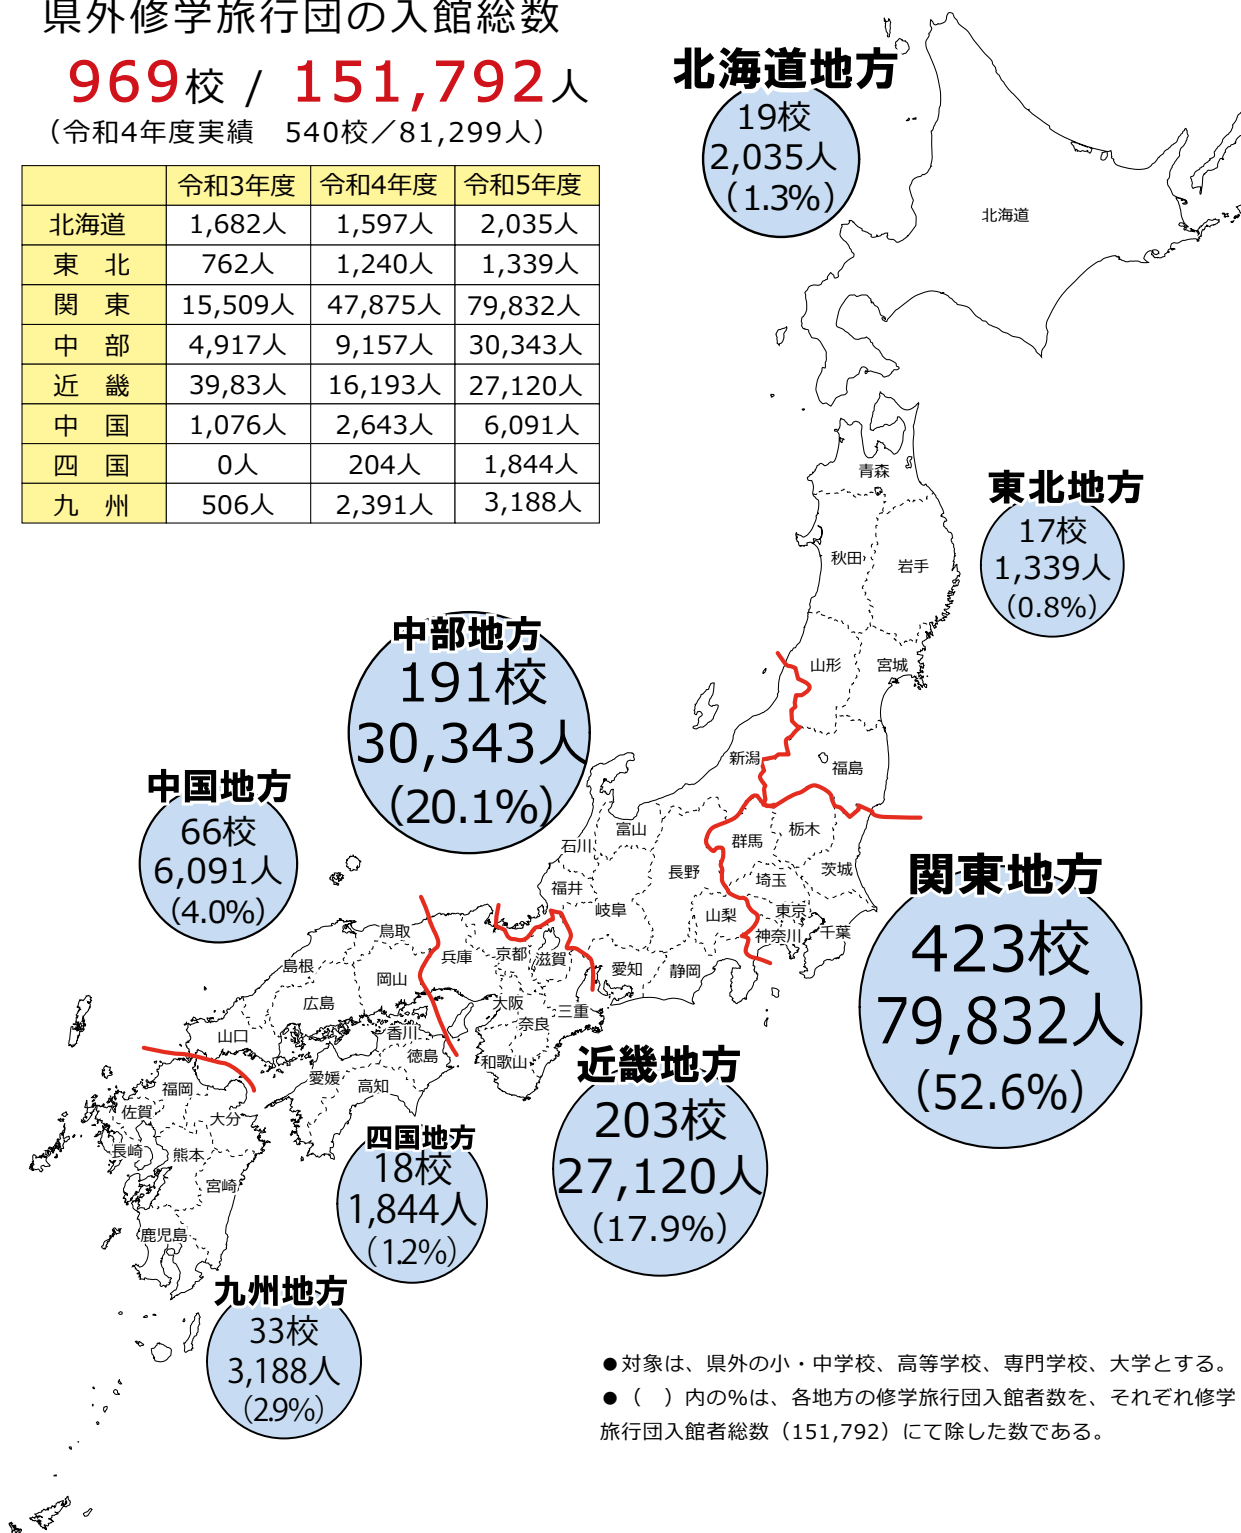 県外修学旅行団の入館総数
969校 / 151,792人
（令和4年度実績　540校／81,299人）
令和3年度 令和4年度 令和5年度
北海道 1,682人 1,597人 2,035人
東　北 762人 1,240人 1,339人
関　東 15,509人 47,875人 79,832人
中　部 4,917人 9,157人 30,343人
近　畿 39,83人 16,193人 27,120人
中　国 1,076人 2,643人 6,091人
四　国 0人 204人 1,844人
九　州 506人 2,391人 3,188人
北海道地方
19校
2,035人
（1.3%）
北海道
青森
秋田
岩手
山形
宮城
福島
東北地方
17校
1,339人
（0.8%）
中部地方
191校
30,343人
（20.1%）
新潟
富山
石川
福井
長野
岐阜
山梨
愛知
静岡
群馬
栃木
茨城
埼玉
東京
神奈川
千葉
関東地方
423校
79,832人
（52.6%）
中国地方
66校
6,091人
（4.0%）
鳥取
島根
岡山
広島
山口
兵庫
京都
滋賀
大阪
三重
奈良
和歌山
近畿地方
203校
27,120人
（17.9%）
香川
徳島
愛媛
高知
四国地方
18校
1,844人
（1.2%）
福岡
佐賀
大分
長崎
熊本
宮崎
鹿児島
九州地方
33校
3,188人
（2.9%）
●対象は、県外の小・中学校、高等学校、専門学校、大学とする。
●（　）内の%は、各地方の修学旅行団入館者数を、それぞれ修学
旅行団入館者総数（151,792）にて除した数である。